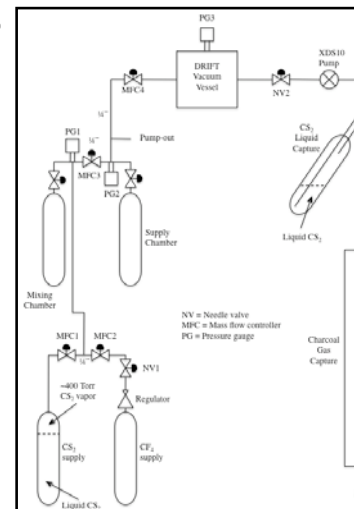 PG3
DRIFT
Vacuum
Vessel
XDS10
Pump
MFC4
NV2
¼"
PG1
¼"
Pump-out
CS₂
Liquid
Capture
MFC3
PG2
Liquid CS₂
Supply
Chamber
Mixing
Chamber
NV = Needle valve
MFC = Mass flow controller
PG = Pressure gauge
MFC1
MFC2
¼"
NV1
Charcoal
Gas
Capture
~400 Torr
CS₂ vapor
Regulator
CS₂
supply
CF₄
supply
Liquid CS₂